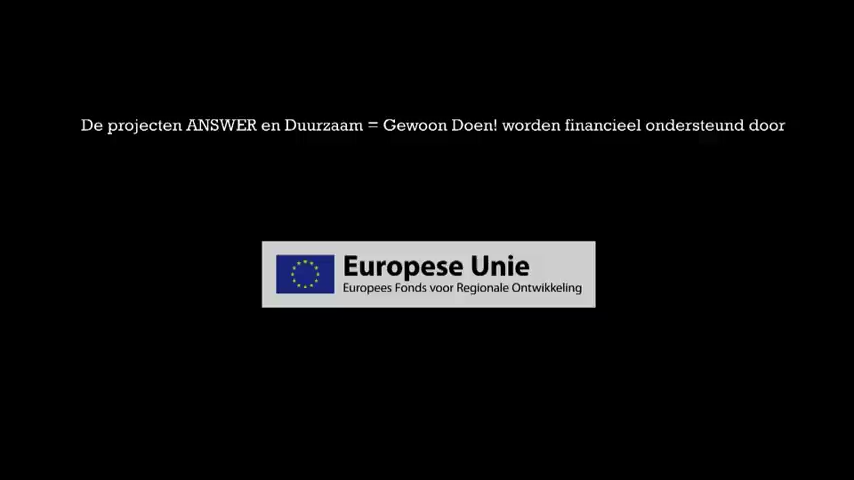 De projecten ANSWER en Duurzaam = Gewoon Doen! worden financieel ondersteund door
Europese Unie
Europees Fonds voor Regionale Ontwikkeling